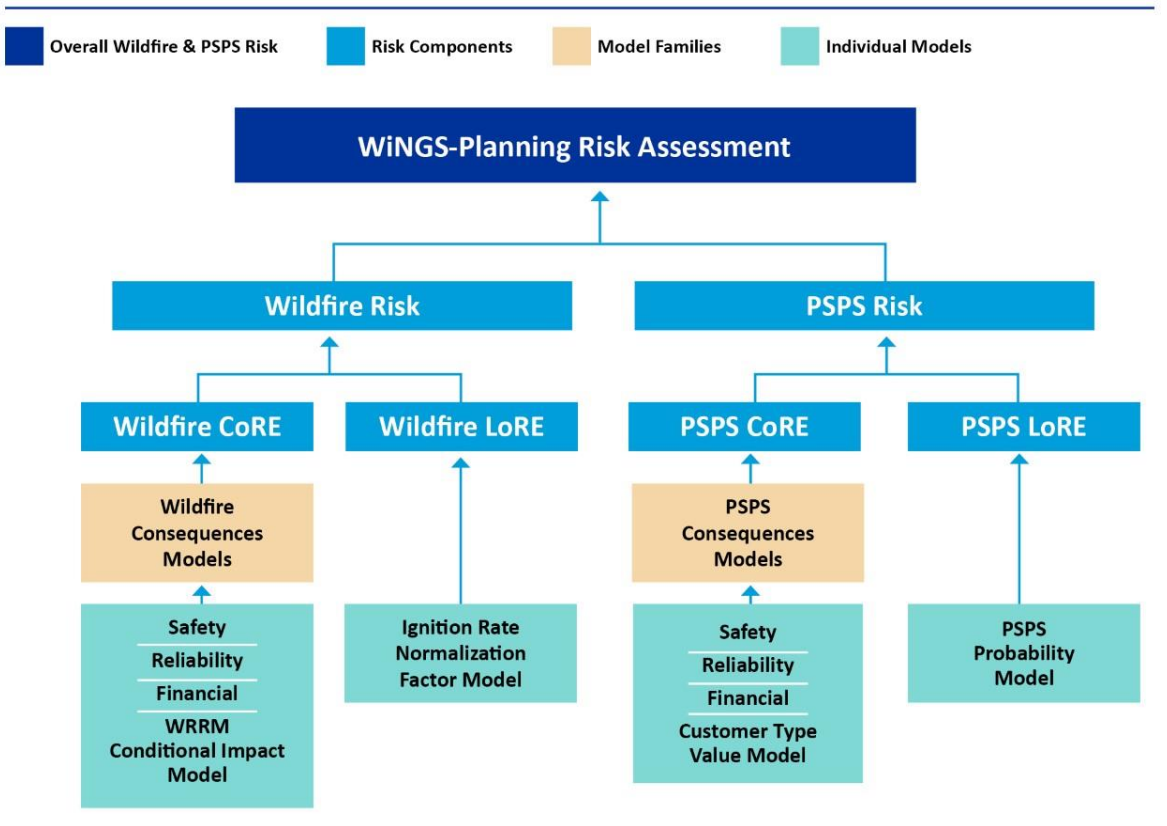 Overall Wildfire & PSPS Risk
Risk Components
Model Families
Individual Models
WiNGS-Planning Risk Assessment
Wildfire Risk
PSPS Risk
Wildfire CoRE
Wildfire LoRE
PSPS CoRE
PSPS LoRE
Wildfire
Consequences
Models
PSPS
Consequences
Models
Safety
Reliability
Financial
WRRM
Conditional Impact
Model
Ignition Rate
Normalization
Factor Model
Safety
Reliability
Financial
Customer Type
Value Model
PSPS
Probability
Model